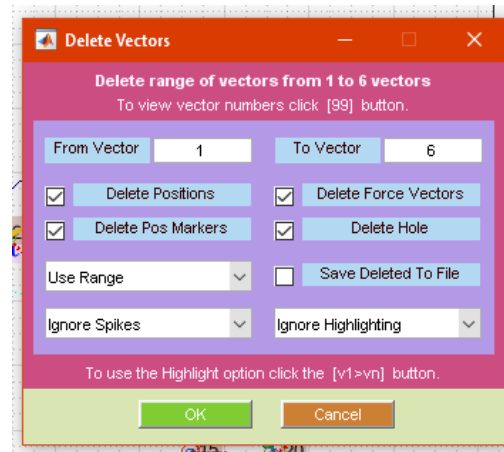 Delete Vectors
Delete range of vectors from 1 to 6 vectors
To view vector numbers click [99] button.
From Vector 1 To Vector 6
Delete Positions Delete Force Vectors
Delete Pos Markers Delete Hole
Use Range Save Deleted To File
Ignore Spikes Ignore Highlighting
To use the Highlight option click the [v1>vn] button.
OK Cancel